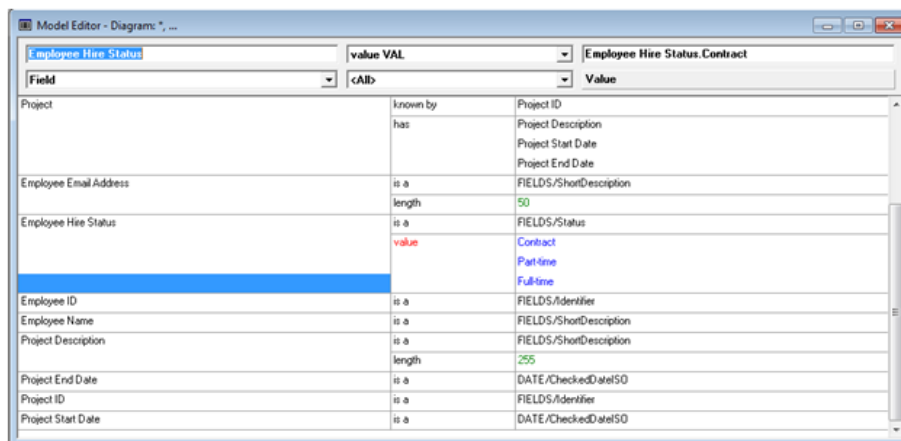 Model Editor - Diagram: *, ...
Employee Hire Status value VAL Employee Hire Status.Contract
Field <All> Value
Project known by Project ID
has Project Description
Project Start Date
Project End Date
Employee Email Address is a FIELDS/ShortDescription
length 50
Employee Hire Status is a FIELDS/Status
value Contract
Part-time
Full-time
Employee ID is a FIELDS/Identifier
Employee Name is a FIELDS/ShortDescription
Project Description is a FIELDS/ShortDescription
length 255
Project End Date is a DATE/CheckedDateISO
Project ID is a FIELDS/Identifier
Project Start Date is a DATE/CheckedDateISO